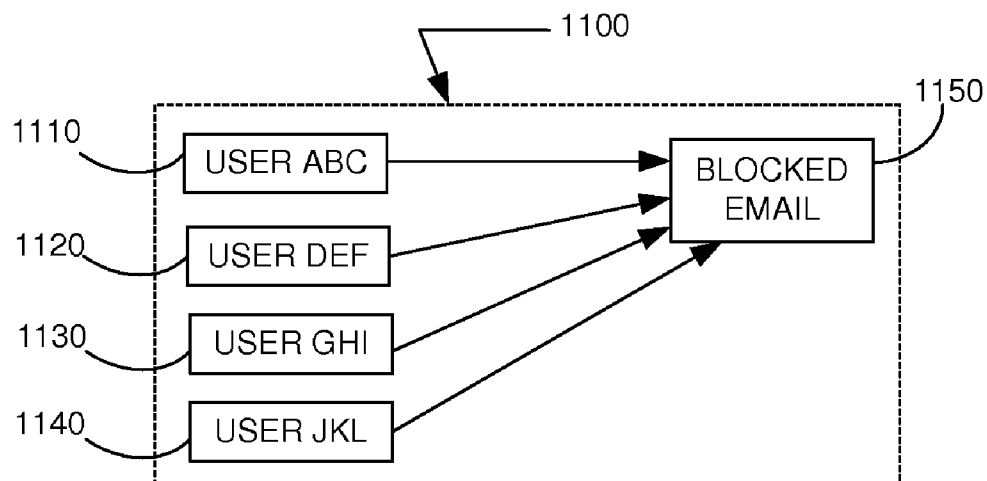 1100
1150
1110
USER ABC
BLOCKED
EMAIL
1120
USER DEF
1130
USER GHI
1140
USER JKL